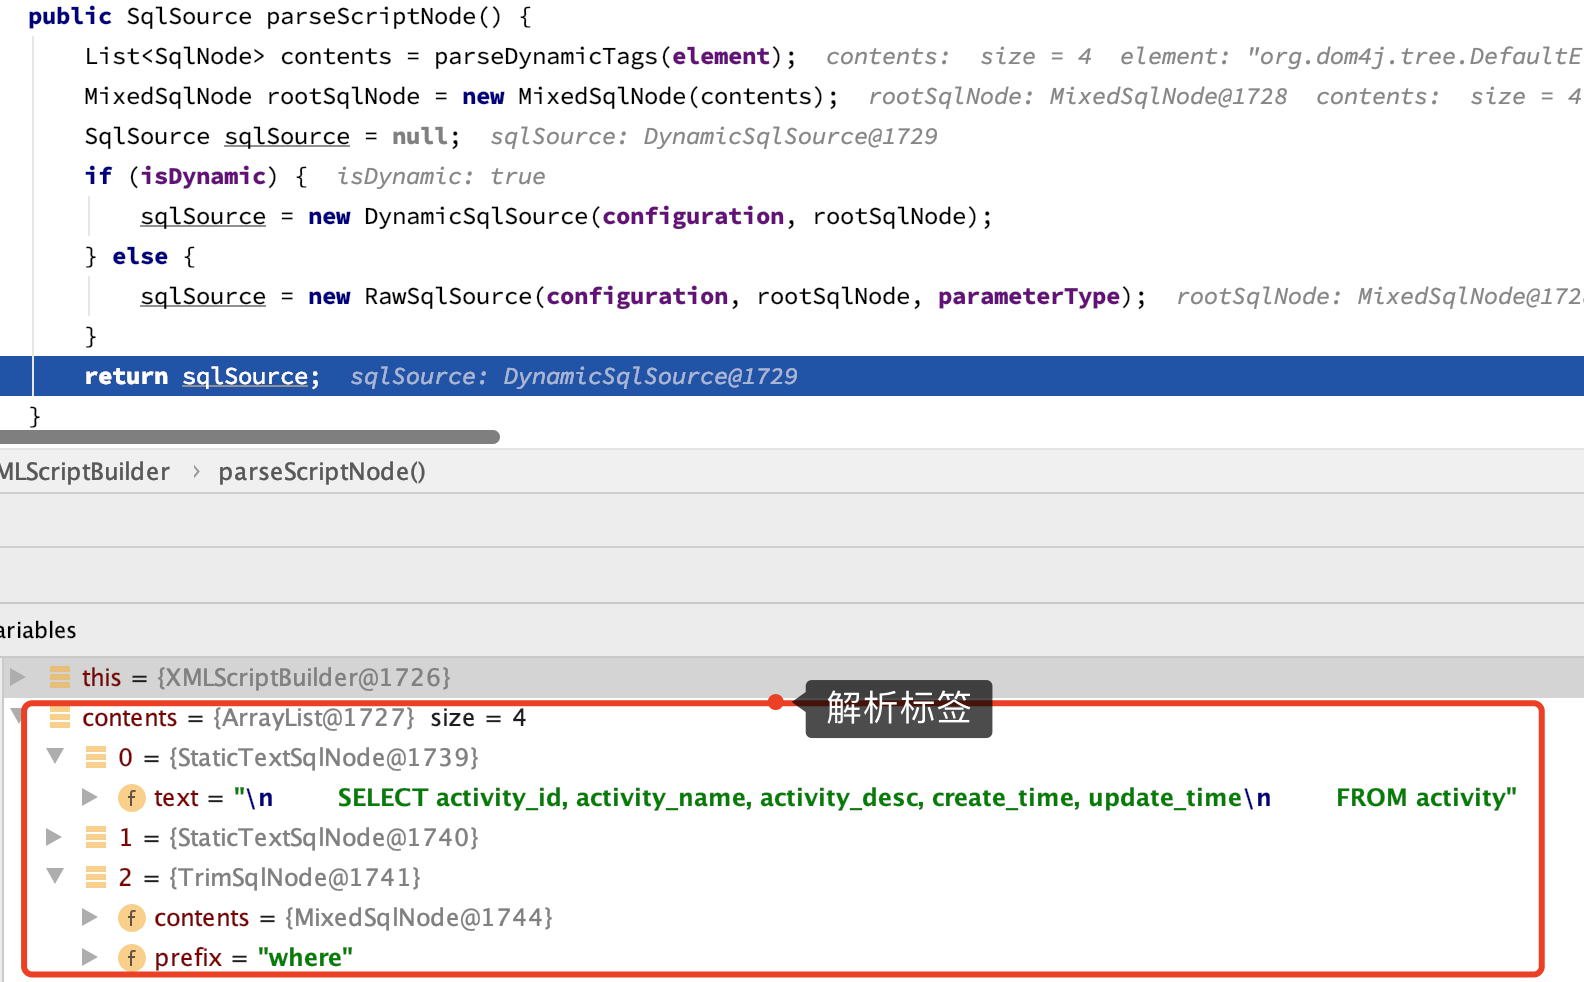 public SqlSource parseScriptNode() {
List<SqlNode> contents = parseDynamicTags(element);  contents:  size = 4  element: "org.dom4j.tree.DefaultE
MixedSqlNode rootSqlNode = new MixedSqlNode(contents);  rootSqlNode: MixedSqlNode@1728  contents:  size = 4
SqlSource sqlSource = null;  sqlSource: DynamicSqlSource@1729
if (isDynamic) {  isDynamic: true
sqlSource = new DynamicSqlSource(configuration, rootSqlNode);
} else {
sqlSource = new RawSqlSource(configuration, rootSqlNode, parameterType);  rootSqlNode: MixedSqlNode@172
}
return sqlSource;  sqlSource: DynamicSqlSource@1729
}
MLScriptBuilder › parseScriptNode()
ariables
this = {XMLScriptBuilder@1726}
解析标签
contents = {ArrayList@1727} size = 4
0 = {StaticTextSqlNode@1739}
f text = "\n SELECT activity_id, activity_name, activity_desc, create_time, update_time\n FROM activity"
1 = {StaticTextSqlNode@1740}
2 = {TrimSqlNode@1741}
f contents = {MixedSqlNode@1744}
f prefix = "where"